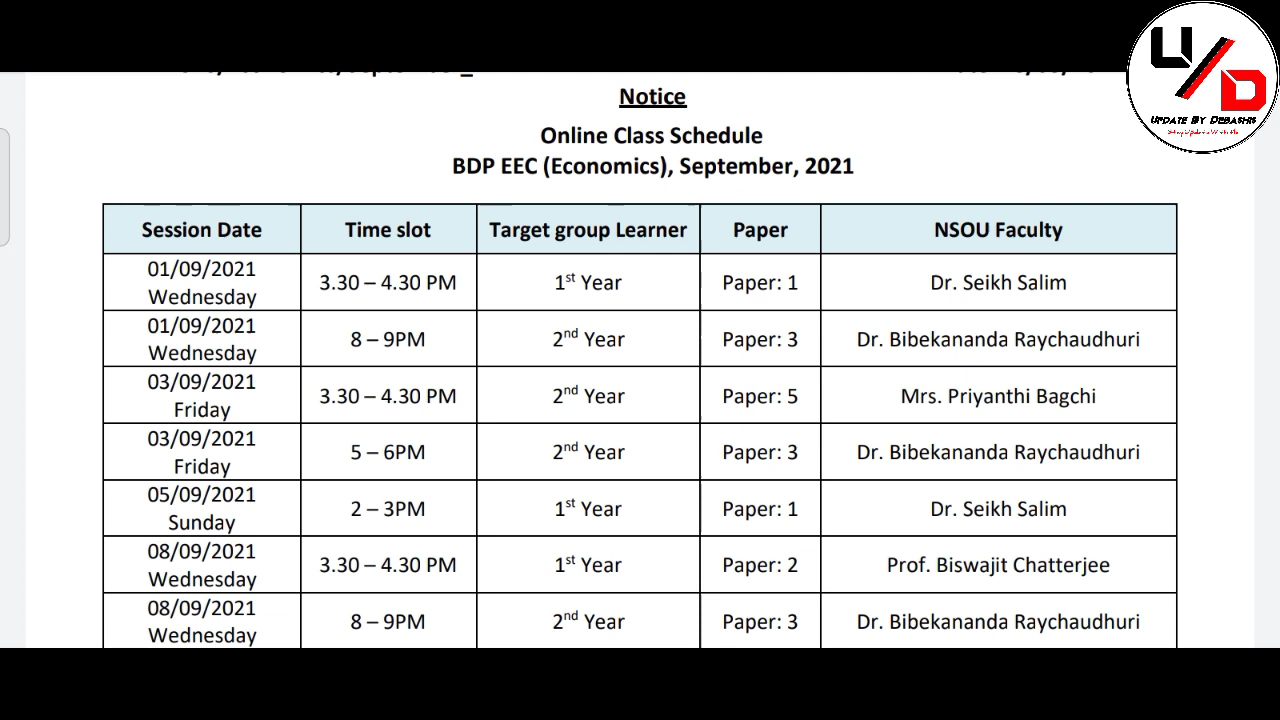 Notice
Online Class Schedule
BDP EEC (Economics), September, 2021
Session Date Time slot Target group Learner Paper NSOU Faculty
01/09/2021 Wednesday 3.30 – 4.30 PM 1st Year Paper: 1 Dr. Seikh Salim
01/09/2021 Wednesday 8 – 9PM 2nd Year Paper: 3 Dr. Bibekananda Raychaudhuri
03/09/2021 Friday 3.30 – 4.30 PM 2nd Year Paper: 5 Mrs. Priyanthi Bagchi
03/09/2021 Friday 5 – 6PM 2nd Year Paper: 3 Dr. Bibekananda Raychaudhuri
05/09/2021 Sunday 2 – 3PM 1st Year Paper: 1 Dr. Seikh Salim
08/09/2021 Wednesday 3.30 – 4.30 PM 1st Year Paper: 2 Prof. Biswajit Chatterjee
08/09/2021 Wednesday 8 – 9PM 2nd Year Paper: 3 Dr. Bibekananda Raychaudhuri
U/D
UPDATE BY DEBASHIS